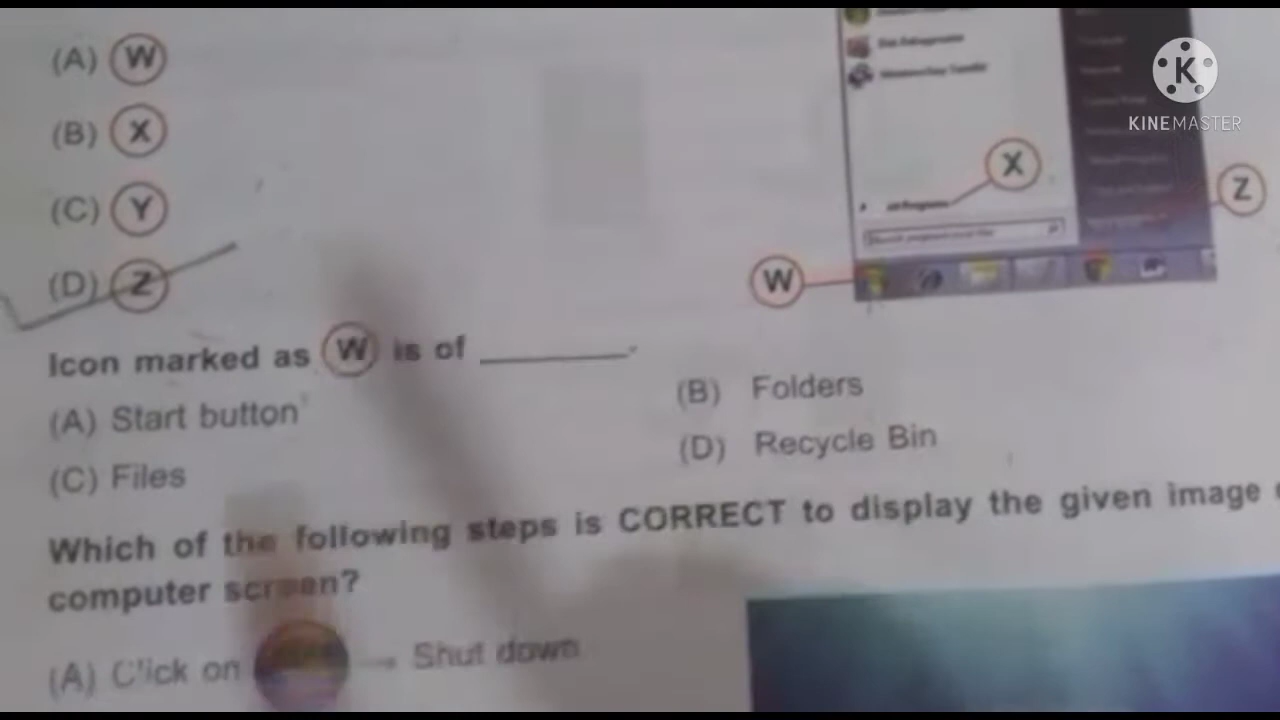 (A) W
(B) X
(C) Y
(D) Z
X
Z
W
KINEMASTER
Icon marked as W is of ________.
(A) Start button
(B) Folders
(C) Files
(D) Recycle Bin
Which of the following steps is CORRECT to display the given image
computer screen?
(A) Click on → Shut down